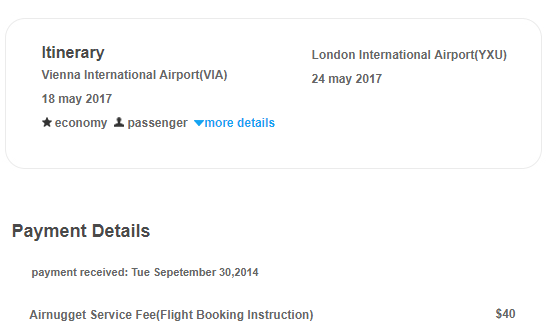 Itinerary
Vienna International Airport(VIA)
18 may 2017
economy passenger more details
London International Airport(YXU)
24 may 2017
Payment Details
payment received: Tue Sepetember 30,2014
Airnugget Service Fee(Flight Booking Instruction) $40